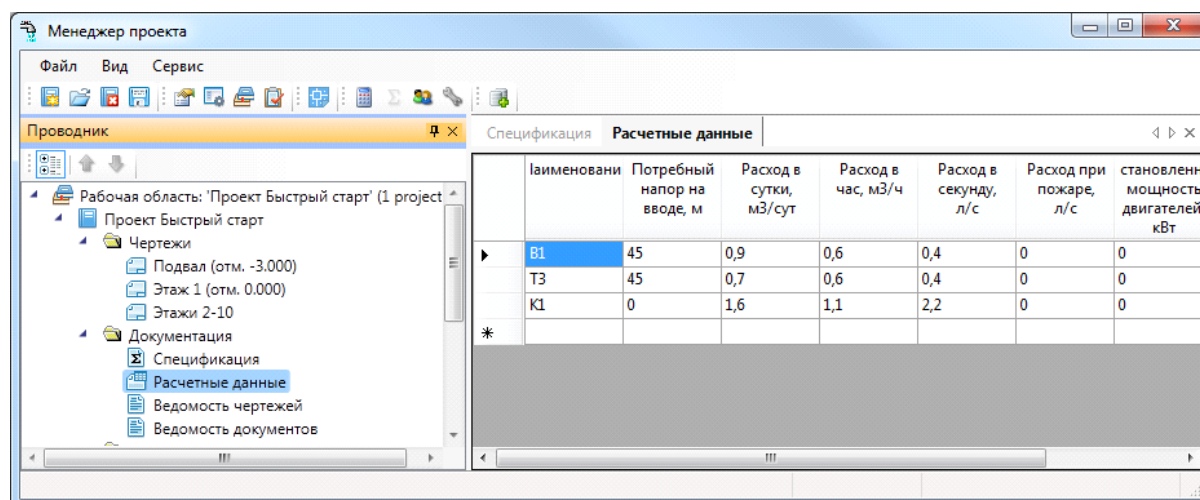 Менеджер проекта
Файл Вид Сервис
Проводник
Рабочая область: 'Проект Быстрый старт' (1 project
Проект Быстрый старт
Чертежи
Подвал (отм. -3.000)
Этаж 1 (отм. 0.000)
Этажи 2-10
Документация
Спецификация
Расчетные данные
Ведомость чертежей
Ведомость документов
Спецификация Расчетные данные
Іаименовани Потребный Расход в Расход в Расход в Расход при становленн
напор на сутки, час, м3/ч секунду, пожаре, мощность
вводе, м м3/сут л/с л/с двигателей
кВт
В1 45 0,9 0,6 0,4 0 0
Т3 45 0,7 0,6 0,4 0 0
К1 0 1,6 1,1 2,2 0 0